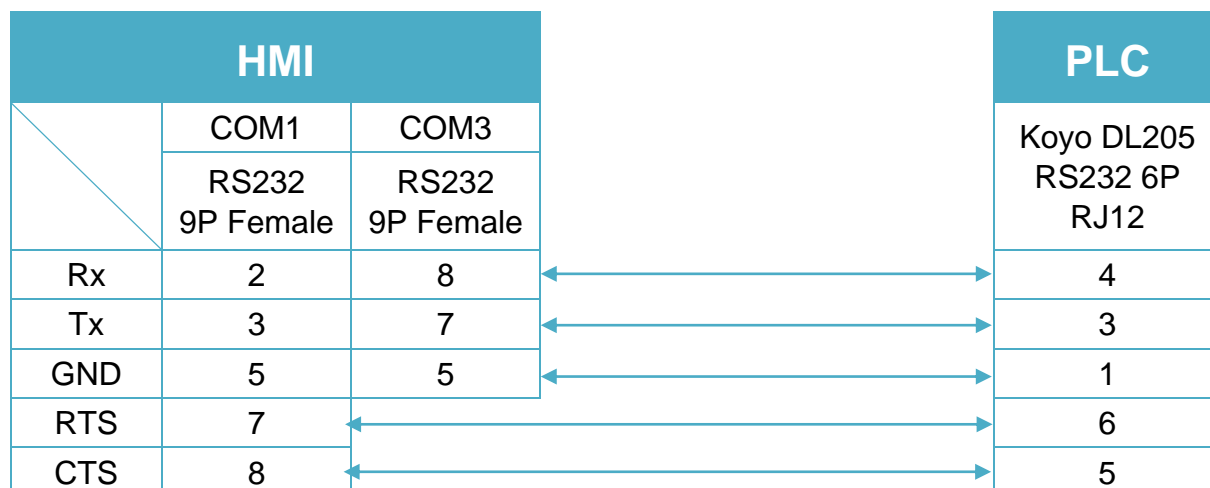 HMI PLC
COM1 COM3 Koyo DL205
RS232 RS232 RS232 6P
9P Female 9P Female RJ12
Rx 2 8 4
Tx 3 7 3
GND 5 5 1
RTS 7 6
CTS 8 5